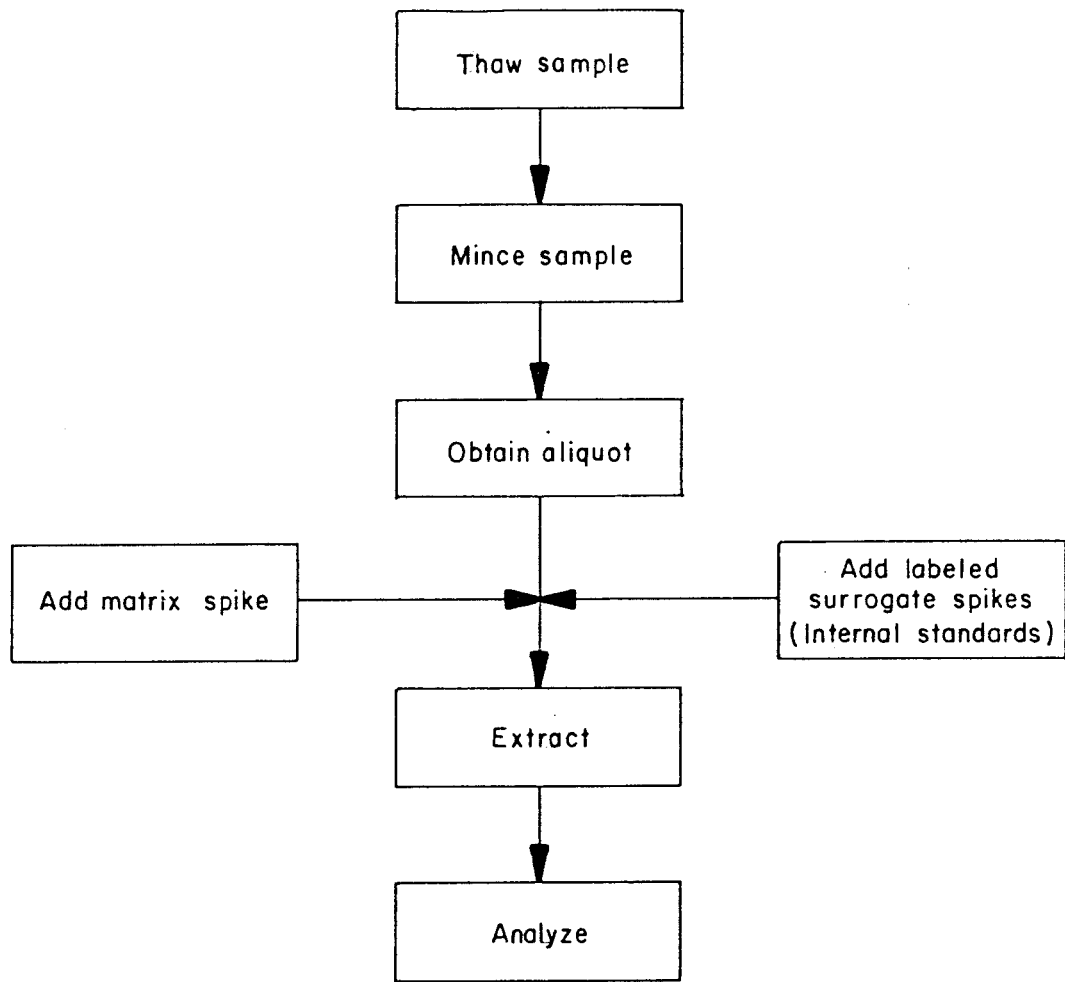 Thaw sample
Mince sample
Obtain aliquot
Add matrix spike
Add labeled
surrogate spikes
(Internal standards)
Extract
Analyze